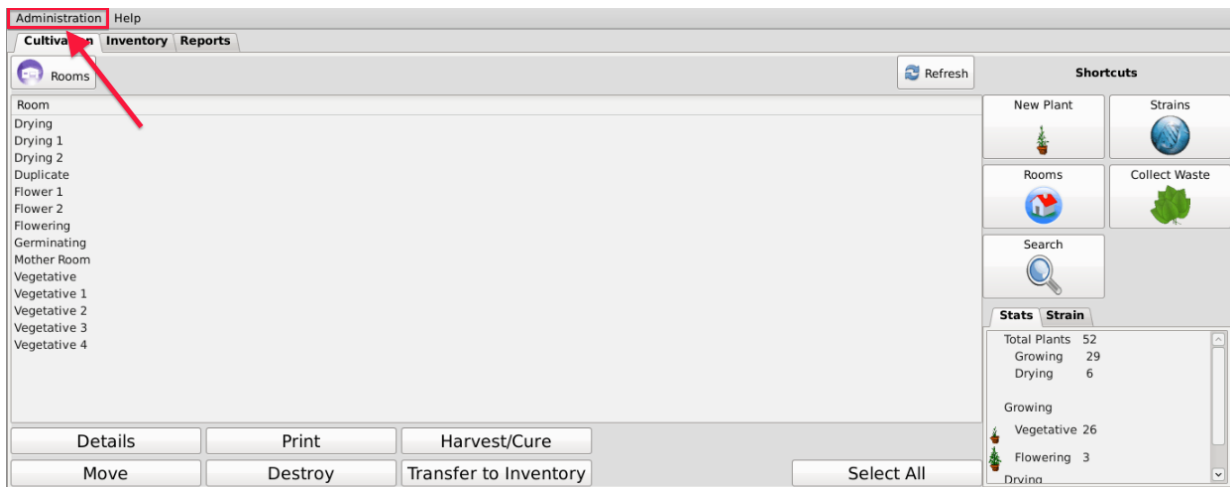 Administration Help
Cultivation Inventory Reports
Rooms Refresh Shortcuts
Room
Drying
Drying 1
Drying 2
Duplicate
Flower 1
Flower 2
Flowering
Germinating
Mother Room
Vegetative
Vegetative 1
Vegetative 2
Vegetative 3
Vegetative 4
New Plant Strains
Rooms Collect Waste
Search
Stats Strain
Total Plants 52
Growing 29
Drying 6
Growing
Vegetative 26
Flowering 3
Drying
Details Print Harvest/Cure
Move Destroy Transfer to Inventory Select All